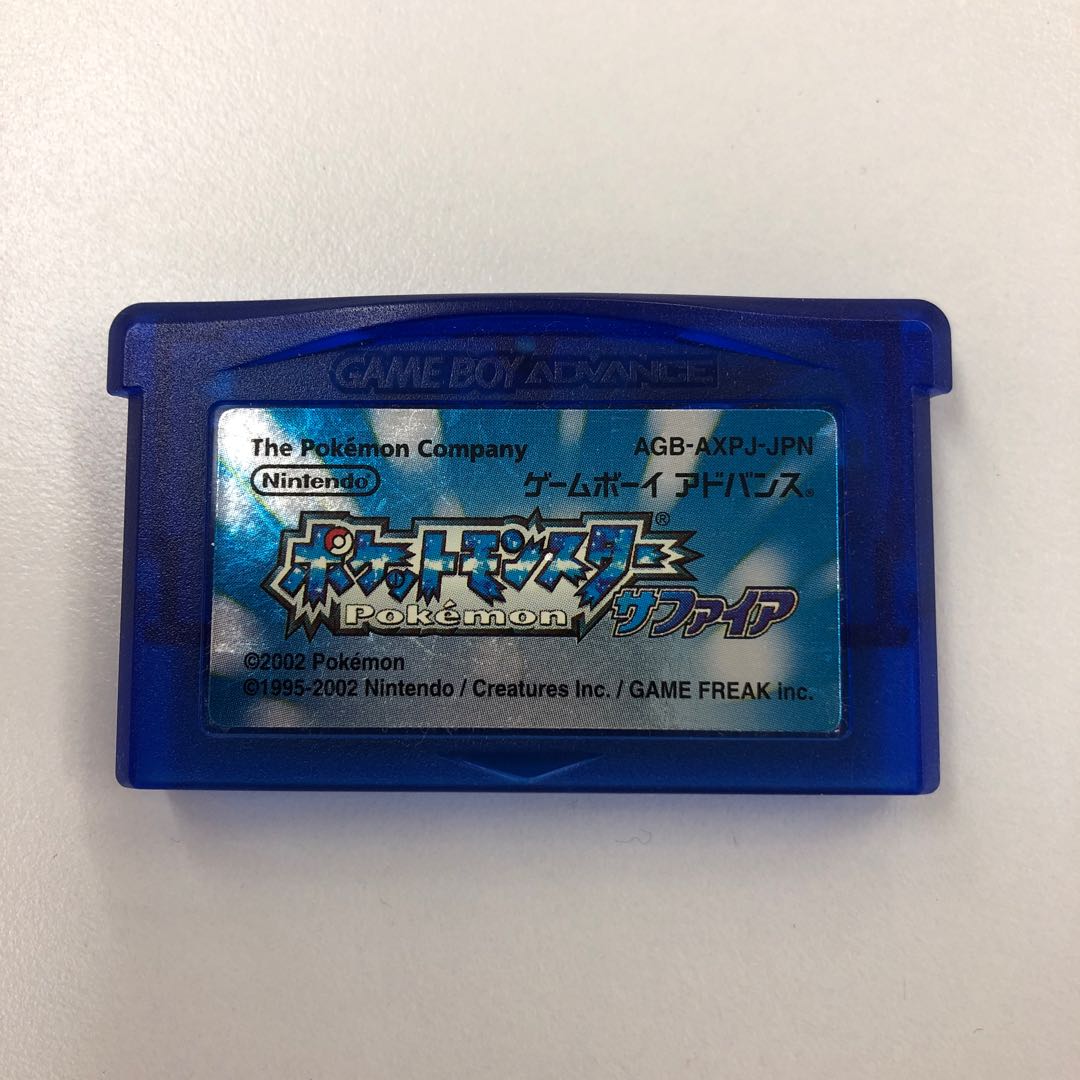 GAME BOY ADVANCE
The Pokémon Company AGB-AXPJ-JPN
Nintendo® ゲームボーイ アドバンス®
ポケットモンスター®
Pokémon サファイア
©2002 Pokémon
©1995-2002 Nintendo / Creatures Inc. / GAME FREAK inc.